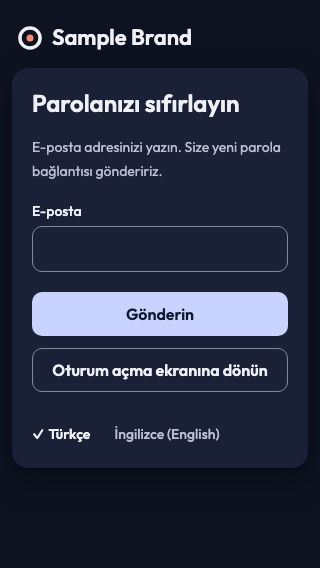 Sample Brand
Parolanızı sıfırlayın
E-posta adresinizi yazın. Size yeni parola
bağlantısı göndeririz.
E-posta
Gönderin
Oturum açma ekranına dönün
Türkçe
İngilizce (English)